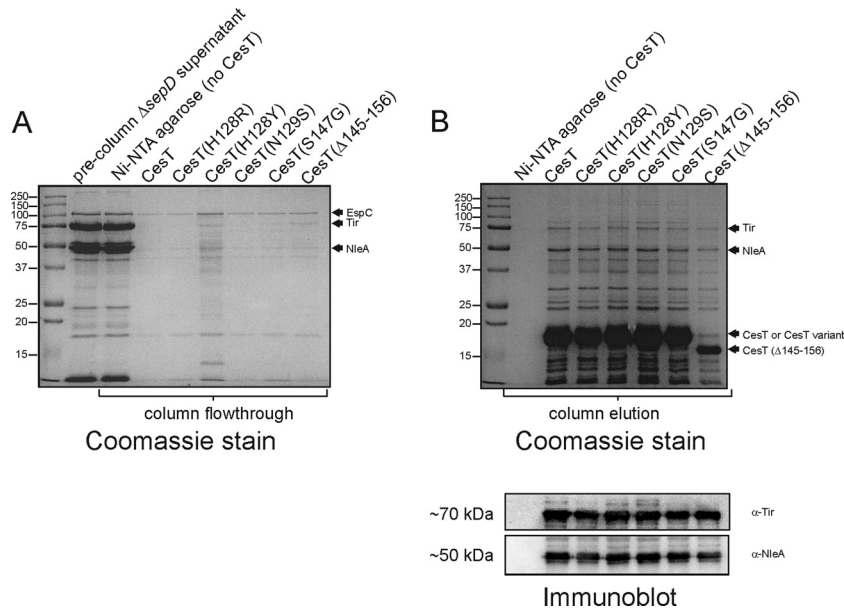 A
pre-column ΔsepD supernatant
Ni-NTA agarose (no CesT)
CesT
CesT(H128R)
CesT(H128Y)
CesT(N129S)
CesT(S147G)
CesT(Δ145-156)
250
150
100
75
50
37
25
20
15
EspC
Tir
NleA
column flowthrough
Coomassie stain
B
Ni-NTA agarose (no CesT)
CesT
CesT(H128R)
CesT(H128Y)
CesT(N129S)
CesT(S147G)
CesT(Δ145-156)
250
150
100
75
50
37
25
20
15
Tir
NleA
CesT or CesT variant
CesT (Δ145-156)
column elution
Coomassie stain
~70 kDa
α-Tir
~50 kDa
α-NleA
Immunoblot